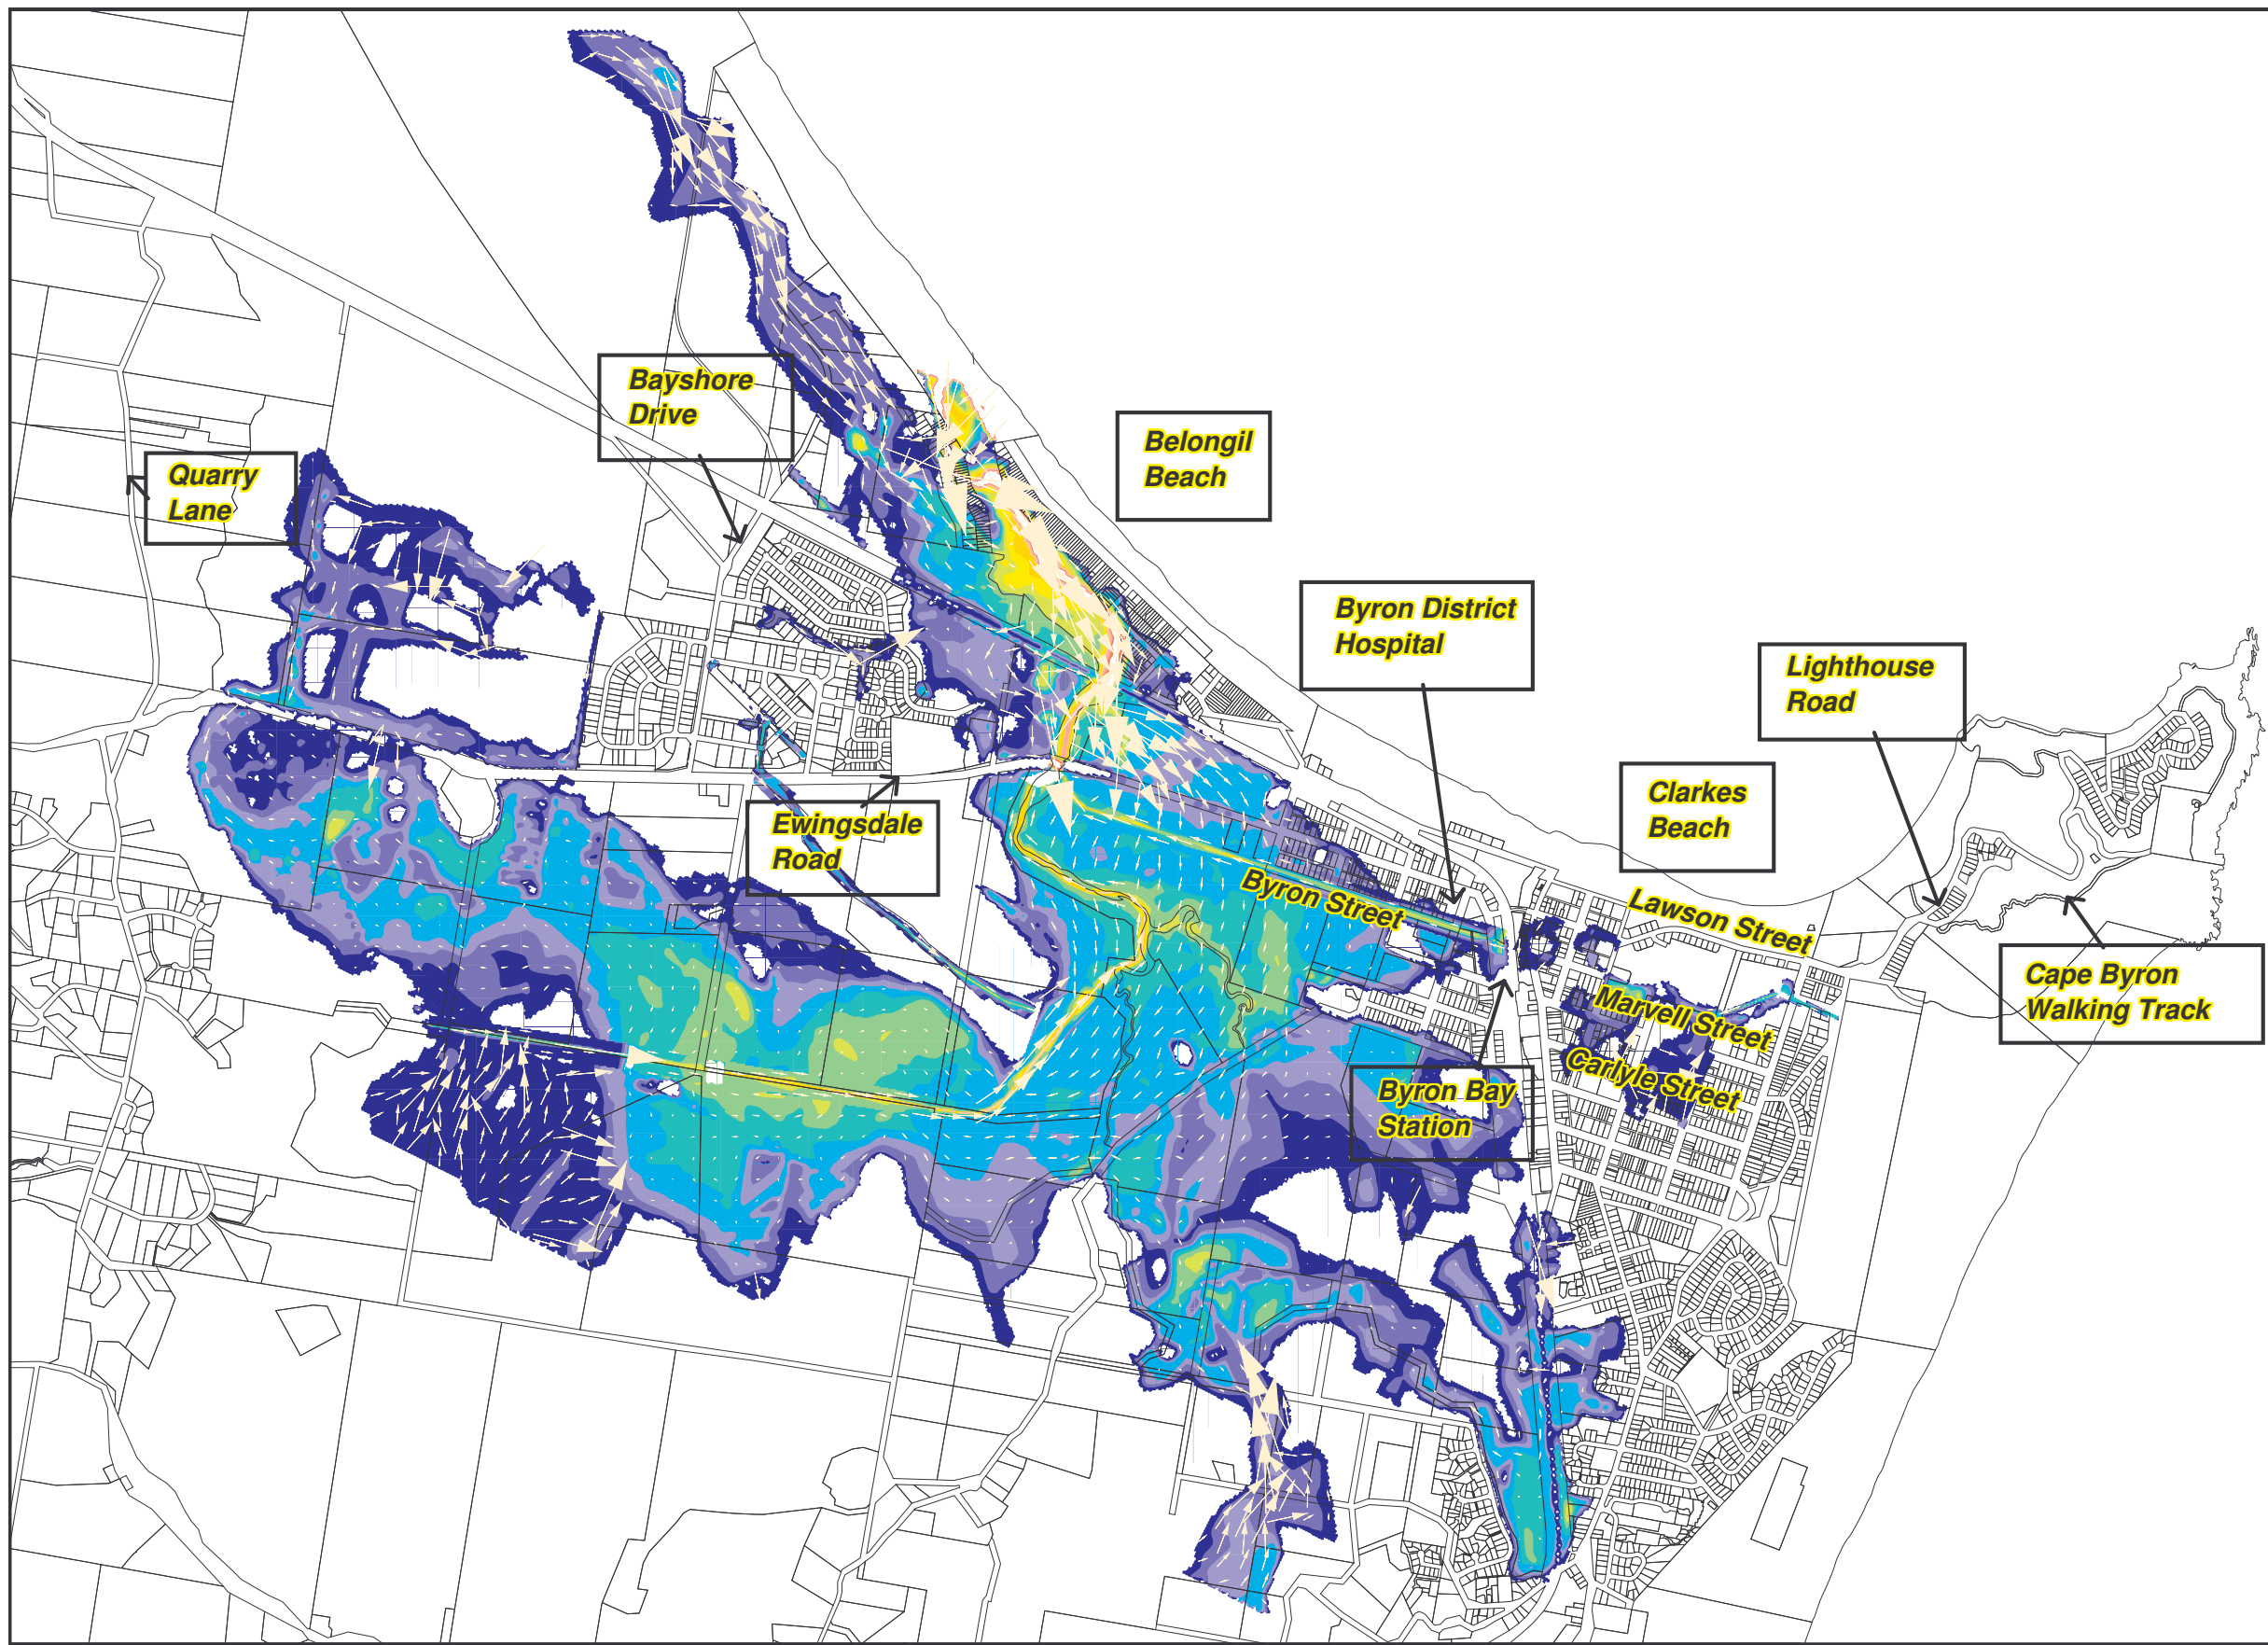 Bayshore
Drive
Belongil
Beach
Quarry
Lane
Byron District
Hospital
Lighthouse
Road
Clarkes
Beach
Ewingsdale
Road
Byron Street
Lawson Street
Cape Byron
Walking Track
Marvell Street
Carlyle Street
Byron Bay
Station